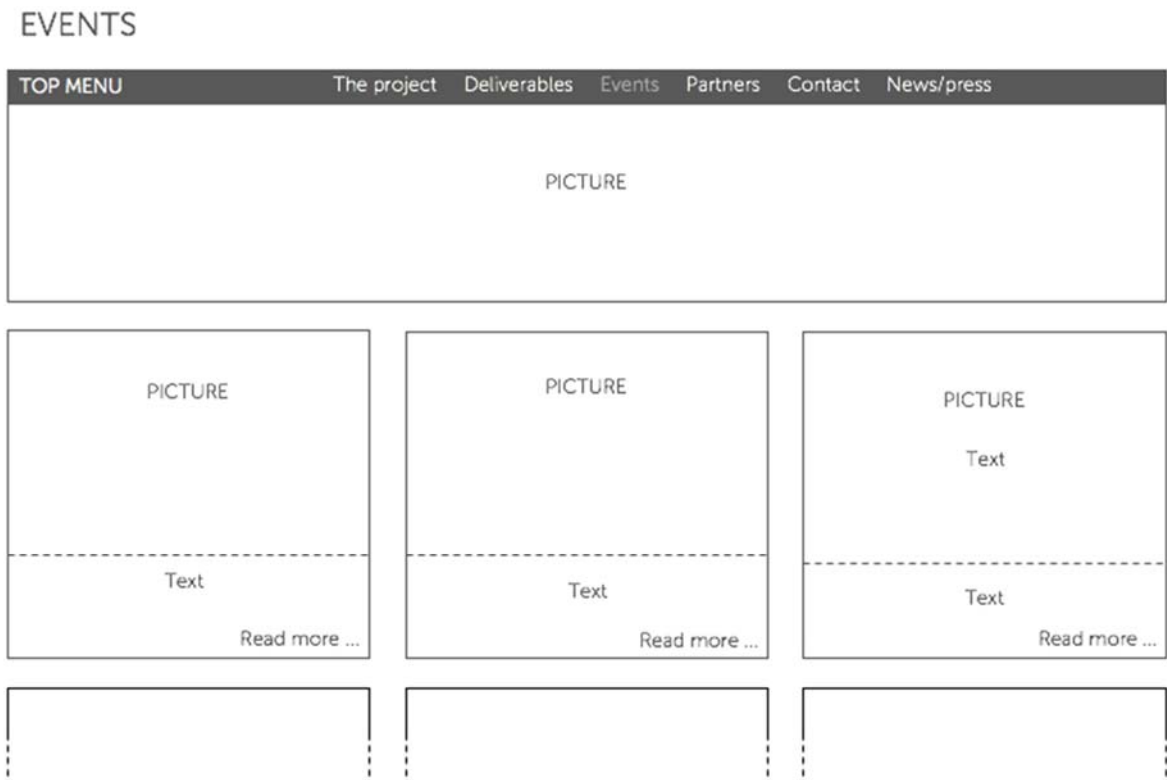 EVENTS
TOP MENU The project Deliverables Events Partners Contact News/press
PICTURE
PICTURE
Text
Read more ...
PICTURE
Text
Read more ...
PICTURE
Text
Text
Read more ...